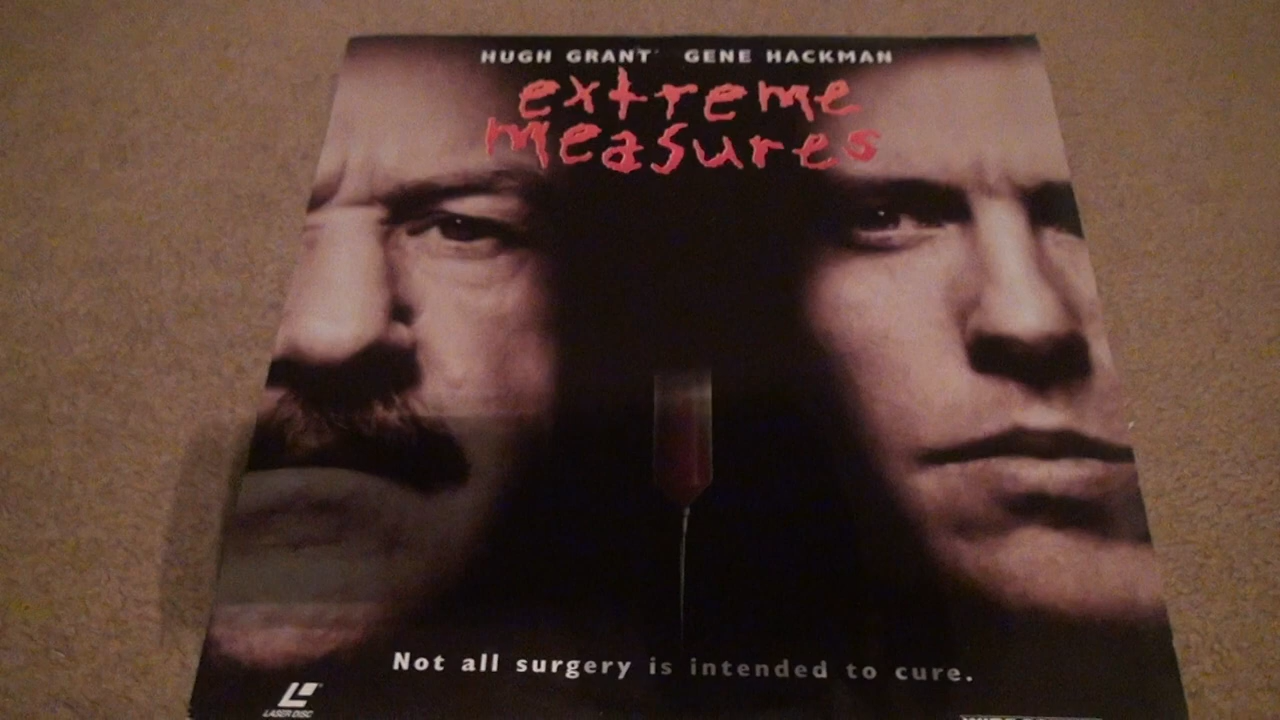 HUGH GRANT GENE HACKMAN
extreme
measures
Not all surgery is intended to cure.
LASER DISC